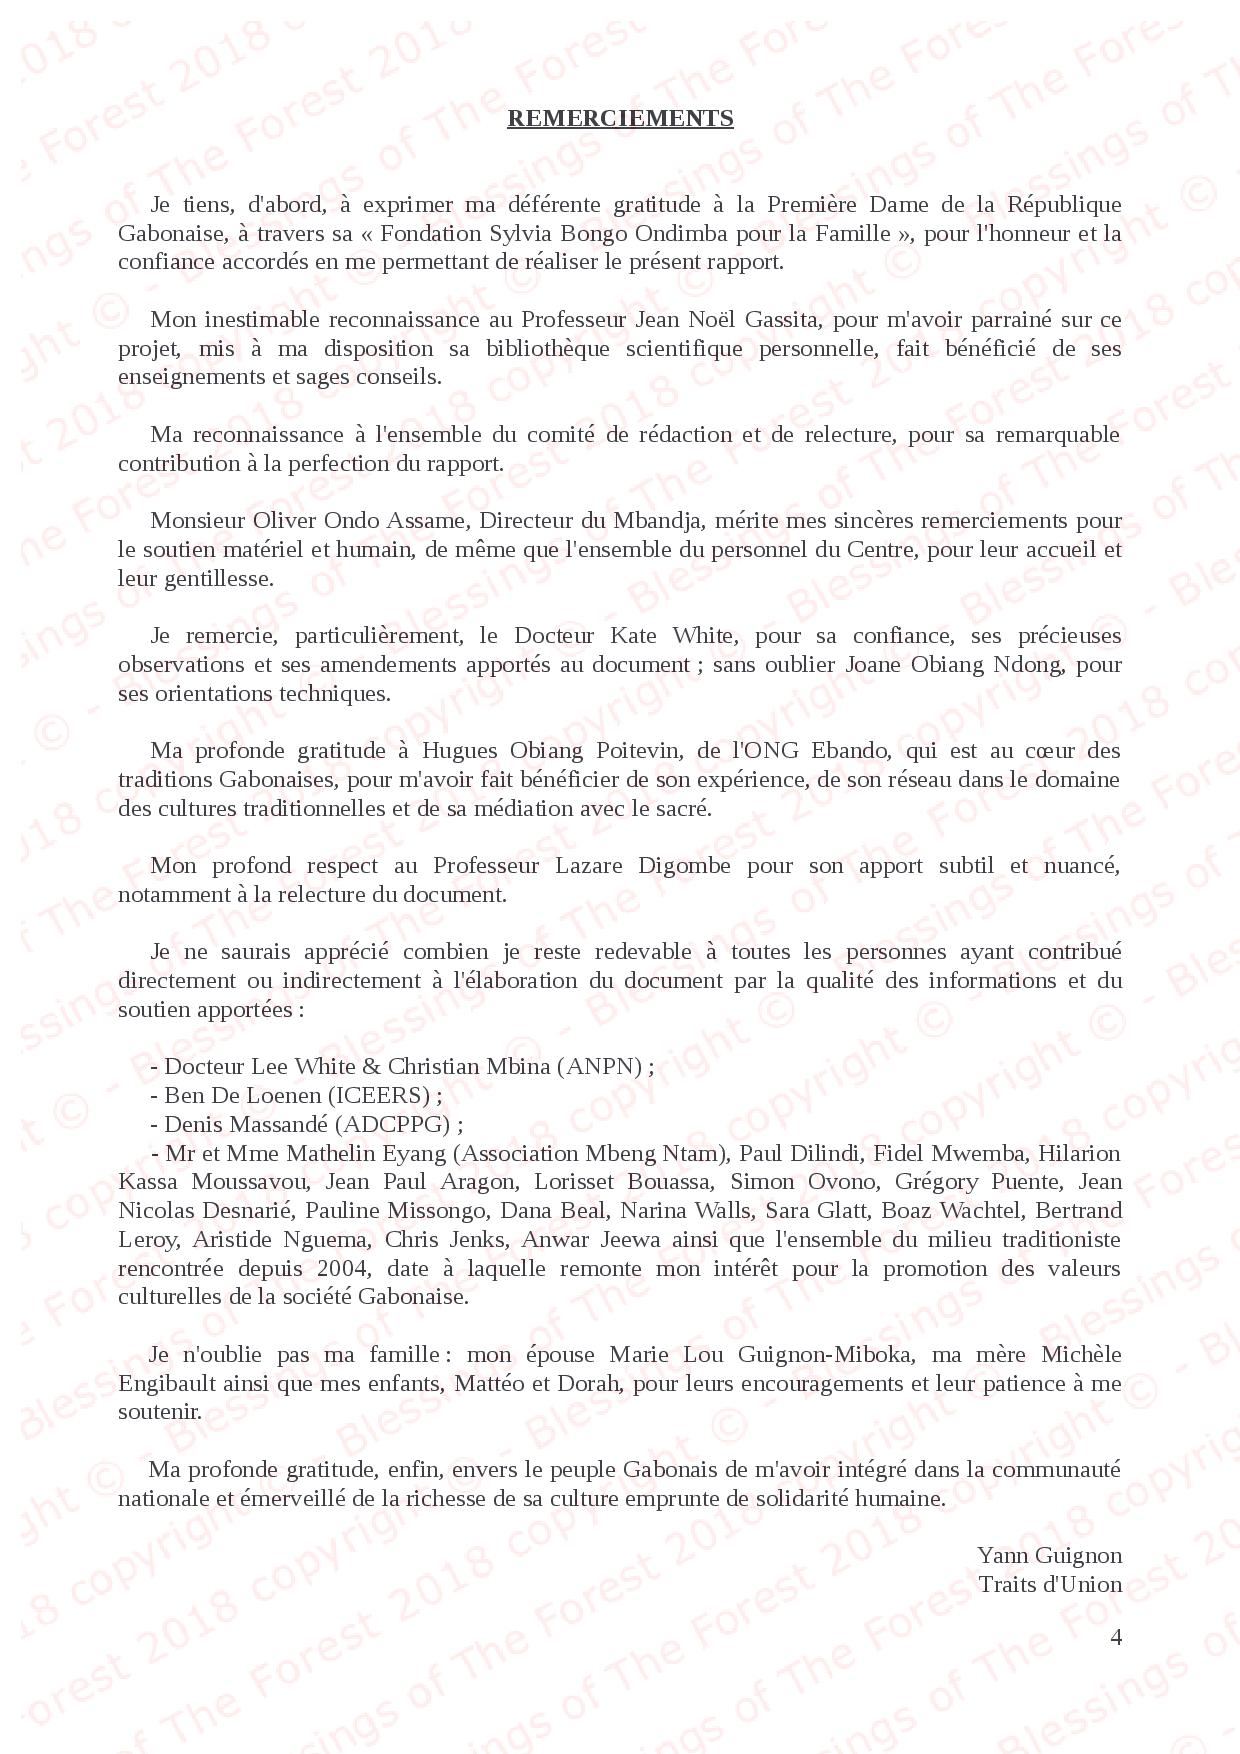 REMERCIEMENTS
Je tiens, d'abord, à exprimer ma déférente gratitude à la Première Dame de la République
Gabonaise, à travers sa « Fondation Sylvia Bongo Ondimba pour la Famille », pour l'honneur et la
confiance accordés en me permettant de réaliser le présent rapport.
Mon inestimable reconnaissance au Professeur Jean Noël Gassita, pour m'avoir parrainé sur ce
projet, mis à ma disposition sa bibliothèque scientifique personnelle, fait bénéficié de ses
enseignements et sages conseils.
Ma reconnaissance à l'ensemble du comité de rédaction et de relecture, pour sa remarquable
contribution à la perfection du rapport.
Monsieur Oliver Ondo Assame, Directeur du Mbandja, mérite mes sincères remerciements pour
le soutien matériel et humain, de même que l'ensemble du personnel du Centre, pour leur accueil et
leur gentillesse.
Je remercie, particulièrement, le Docteur Kate White, pour sa confiance, ses précieuses
observations et ses amendements apportés au document ; sans oublier Joane Obiang Ndong, pour
ses orientations techniques.
Ma profonde gratitude à Hugues Obiang Poitevin, de l'ONG Ebando, qui est au cœur des
traditions Gabonaises, pour m'avoir fait bénéficier de son expérience, de son réseau dans le domaine
des cultures traditionnelles et de sa médiation avec le sacré.
Mon profond respect au Professeur Lazare Digombe pour son apport subtil et nuancé,
notamment à la relecture du document.
Je ne saurais apprécié combien je reste redevable à toutes les personnes ayant contribué
directement ou indirectement à l'élaboration du document par la qualité des informations et du
soutien apportées :
- Docteur Lee White & Christian Mbina (ANPN) ;
- Ben De Loenen (ICEERS) ;
- Denis Massandé (ADCPPG) ;
- Mr et Mme Mathelin Eyang (Association Mbeng Ntam), Paul Dilindi, Fidel Mwemba, Hilarion
Kassa Moussavou, Jean Paul Aragon, Lorisset Bouassa, Simon Ovono, Grégory Puente, Jean
Nicolas Desnarié, Pauline Missongo, Dana Beal, Narina Walls, Sara Glatt, Boaz Wachtel, Bertrand
Leroy, Aristide Nguema, Chris Jenks, Anwar Jeewa ainsi que l'ensemble du milieu traditioniste
rencontrée depuis 2004, date à laquelle remonte mon intérêt pour la promotion des valeurs
culturelles de la société Gabonaise.
Je n'oublie pas ma famille : mon épouse Marie Lou Guignon-Miboka, ma mère Michèle
Engibault ainsi que mes enfants, Mattéo et Dorah, pour leurs encouragements et leur patience à me
soutenir.
Ma profonde gratitude, enfin, envers le peuple Gabonais de m'avoir intégré dans la communauté
nationale et émerveillé de la richesse de sa culture emprunte de solidarité humaine.
Yann Guignon
Traits d'Union
4